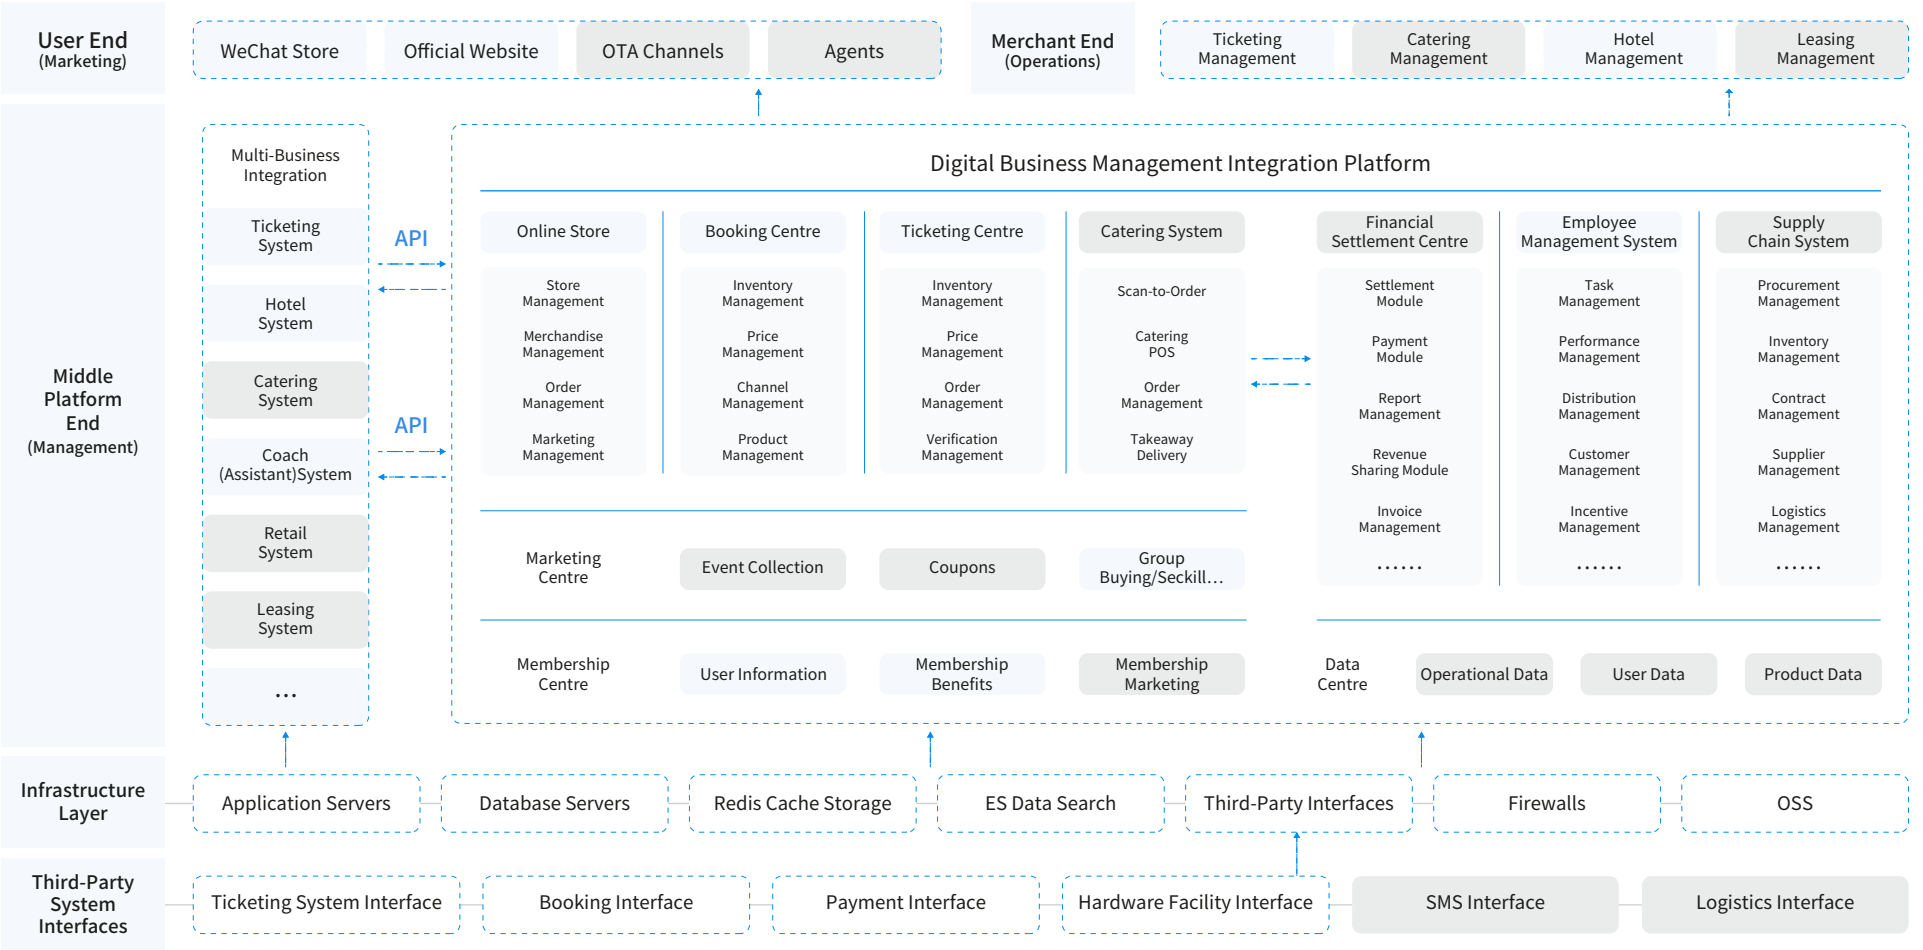 User End
(Marketing)
WeChat Store
Official Website
OTA Channels
Agents
Merchant End
(Operations)
Ticketing
Management
Catering
Management
Hotel
Management
Leasing
Management
Middle
Platform
End
(Management)
Multi-Business
Integration
Ticketing
System
Hotel
System
Catering
System
Coach
(Assistant)System
Retail
System
Leasing
System
...
API
API
Digital Business Management Integration Platform
Online Store
Store
Management
Merchandise
Management
Order
Management
Marketing
Management
Booking Centre
Inventory
Management
Price
Management
Channel
Management
Product
Management
Ticketing Centre
Inventory
Management
Price
Management
Order
Management
Verification
Management
Catering System
Scan-to-Order
Catering
POS
Order
Management
Takeaway
Delivery
Financial
Settlement Centre
Settlement
Module
Payment
Module
Report
Management
Revenue
Sharing Module
Invoice
Management
......
Employee
Management System
Task
Management
Performance
Management
Distribution
Management
Customer
Management
Incentive
Management
......
Supply
Chain System
Procurement
Management
Inventory
Management
Contract
Management
Supplier
Management
Logistics
Management
......
Marketing
Centre
Event Collection
Coupons
Group
Buying/Seckill...
Membership
Centre
User Information
Membership
Benefits
Membership
Marketing
Data
Centre
Operational Data
User Data
Product Data
Infrastructure
Layer
Application Servers
Database Servers
Redis Cache Storage
ES Data Search
Third-Party Interfaces
Firewalls
OSS
Third-Party
System
Interfaces
Ticketing System Interface
Booking Interface
Payment Interface
Hardware Facility Interface
SMS Interface
Logistics Interface